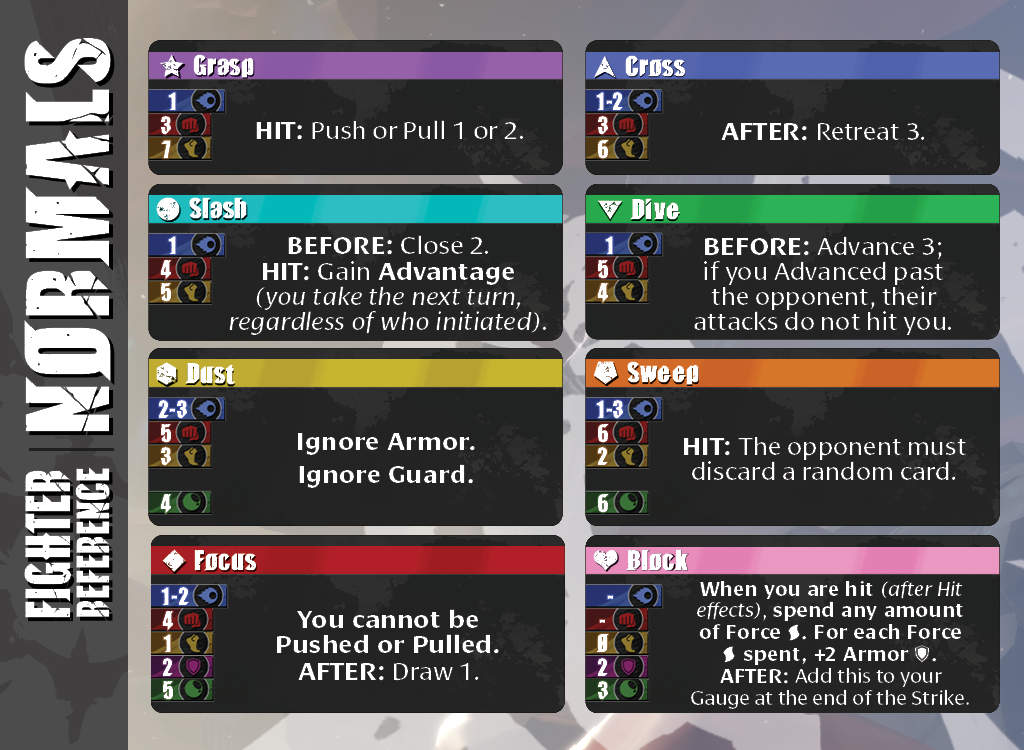 FIGHTER
REFERENCE
NORMALS
Grasp
1
3
7
HIT: Push or Pull 1 or 2.
Cross
1-2
3
6
AFTER: Retreat 3.
Slash
1
4
5
BEFORE: Close 2.
HIT: Gain Advantage
(you take the next turn,
regardless of who initiated).
Dive
1
5
4
BEFORE: Advance 3;
if you Advanced past
the opponent, their
attacks do not hit you.
Dust
2-3
5
3
4
Ignore Armor.
Ignore Guard.
Sweep
1-3
6
2
6
HIT: The opponent must
discard a random card.
Focus
1-2
4
1
2
5
You cannot be
Pushed or Pulled.
AFTER: Draw 1.
Block
-
-
0
2
3
When you are hit (after Hit
effects), spend any amount
of Force . For each Force
spent, +2 Armor .
AFTER: Add this to your
Gauge at the end of the Strike.